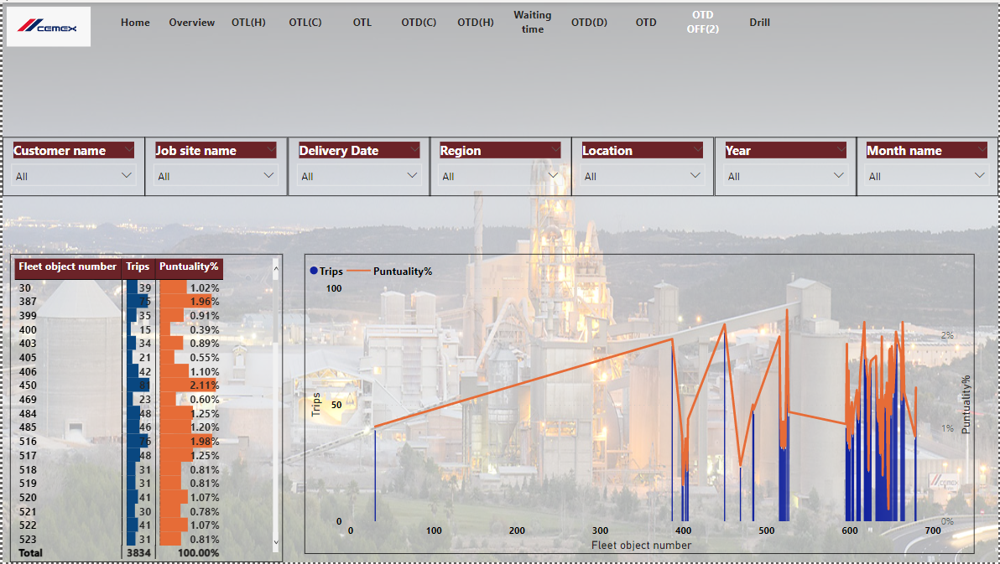 CEMEX
Home Overview OTL(H) OTL(C) OTL OTD(C) OTD(H) Waiting time OTD(D) OTD OTD OFF(2) Drill
Customer name Job site name Delivery Date Region Location Year Month name
All All All All All All All
Fleet object number Trips Puntuality%
30 39 1.02%
387 75 1.96%
399 35 0.91%
400 15 0.39%
403 34 0.89%
405 21 0.55%
406 42 1.10%
450 81 2.11%
469 23 0.60%
484 48 1.25%
485 46 1.20%
516 76 1.98%
517 48 1.25%
518 31 0.81%
519 31 0.81%
520 41 1.07%
521 30 0.78%
522 41 1.07%
523 31 0.81%
Total 3834 100.00%
Trips Puntuality%
100
50
0
Trips
2%
1%
0%
Puntuality%
0 100 200 300 400 500 600 700
Fleet object number
CEMEX